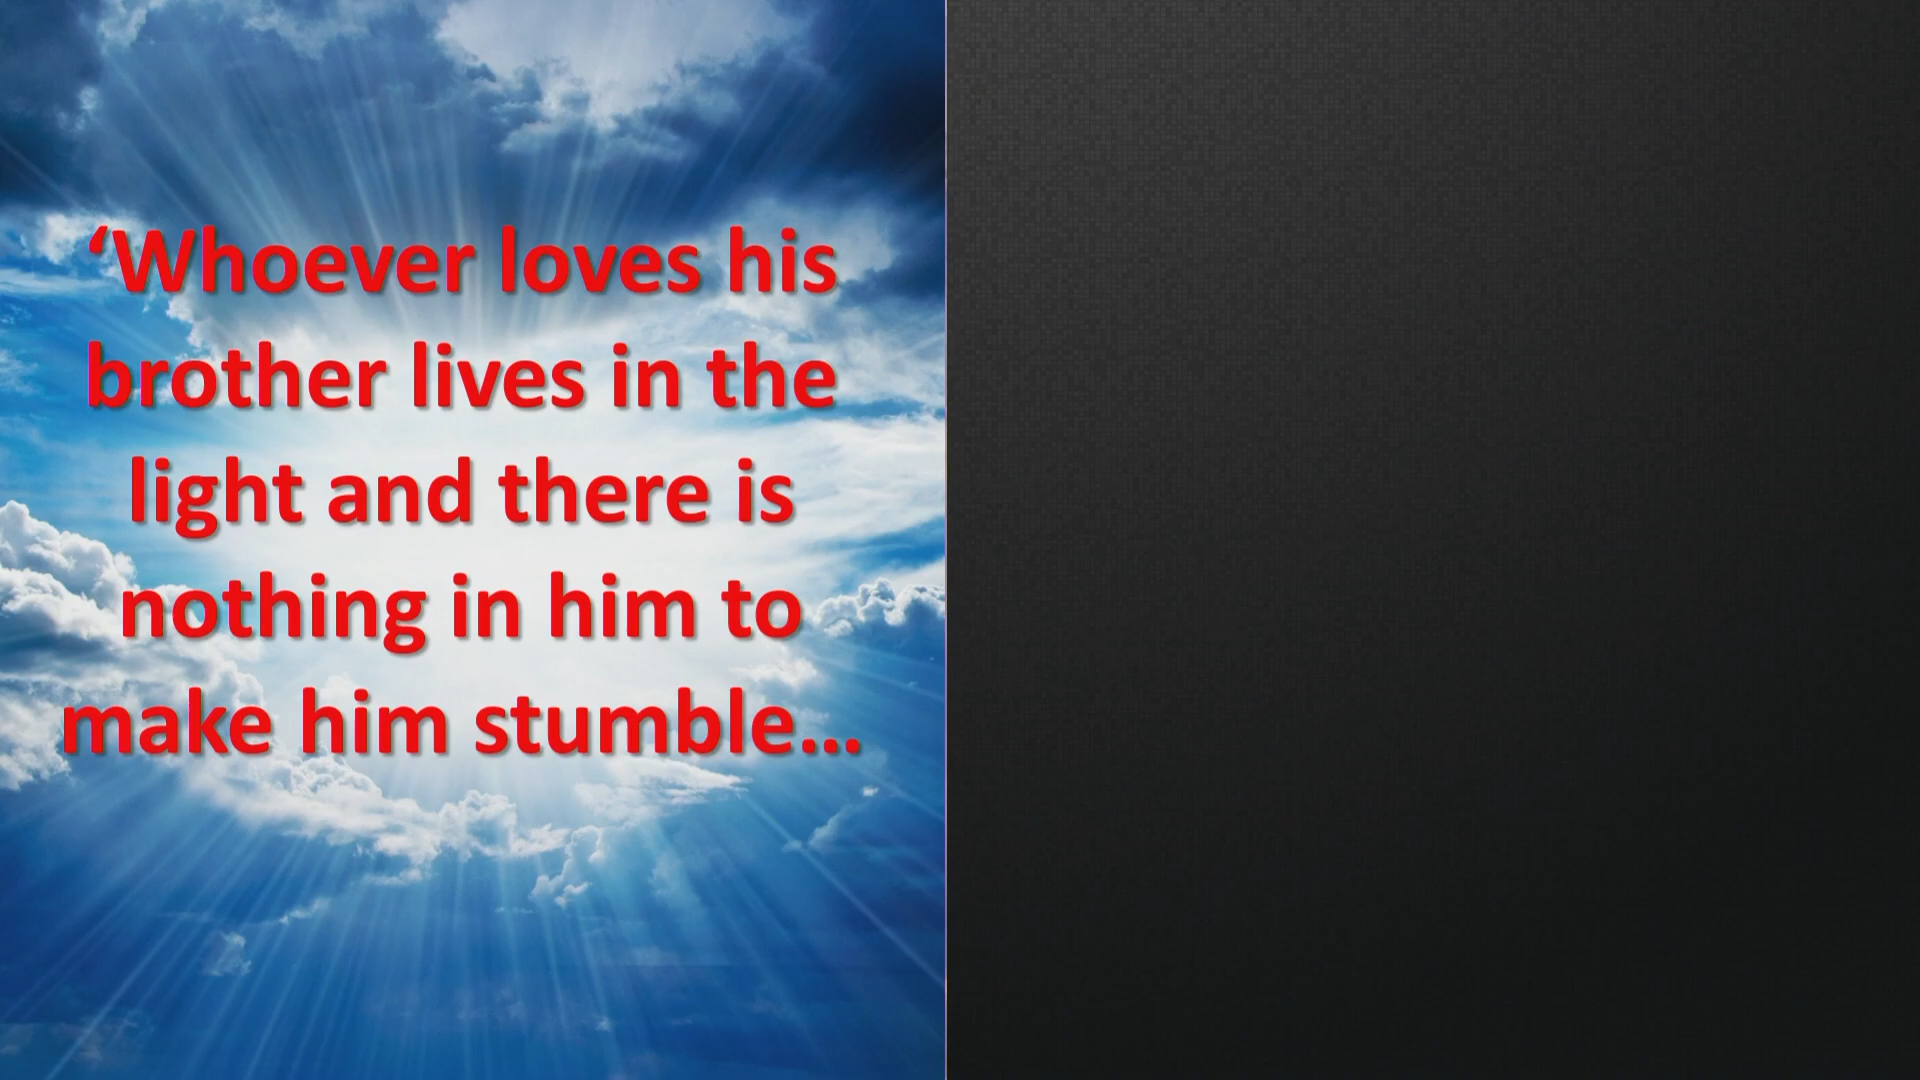 ‘Whoever loves his
brother lives in the
light and there is
nothing in him to
make him stumble…